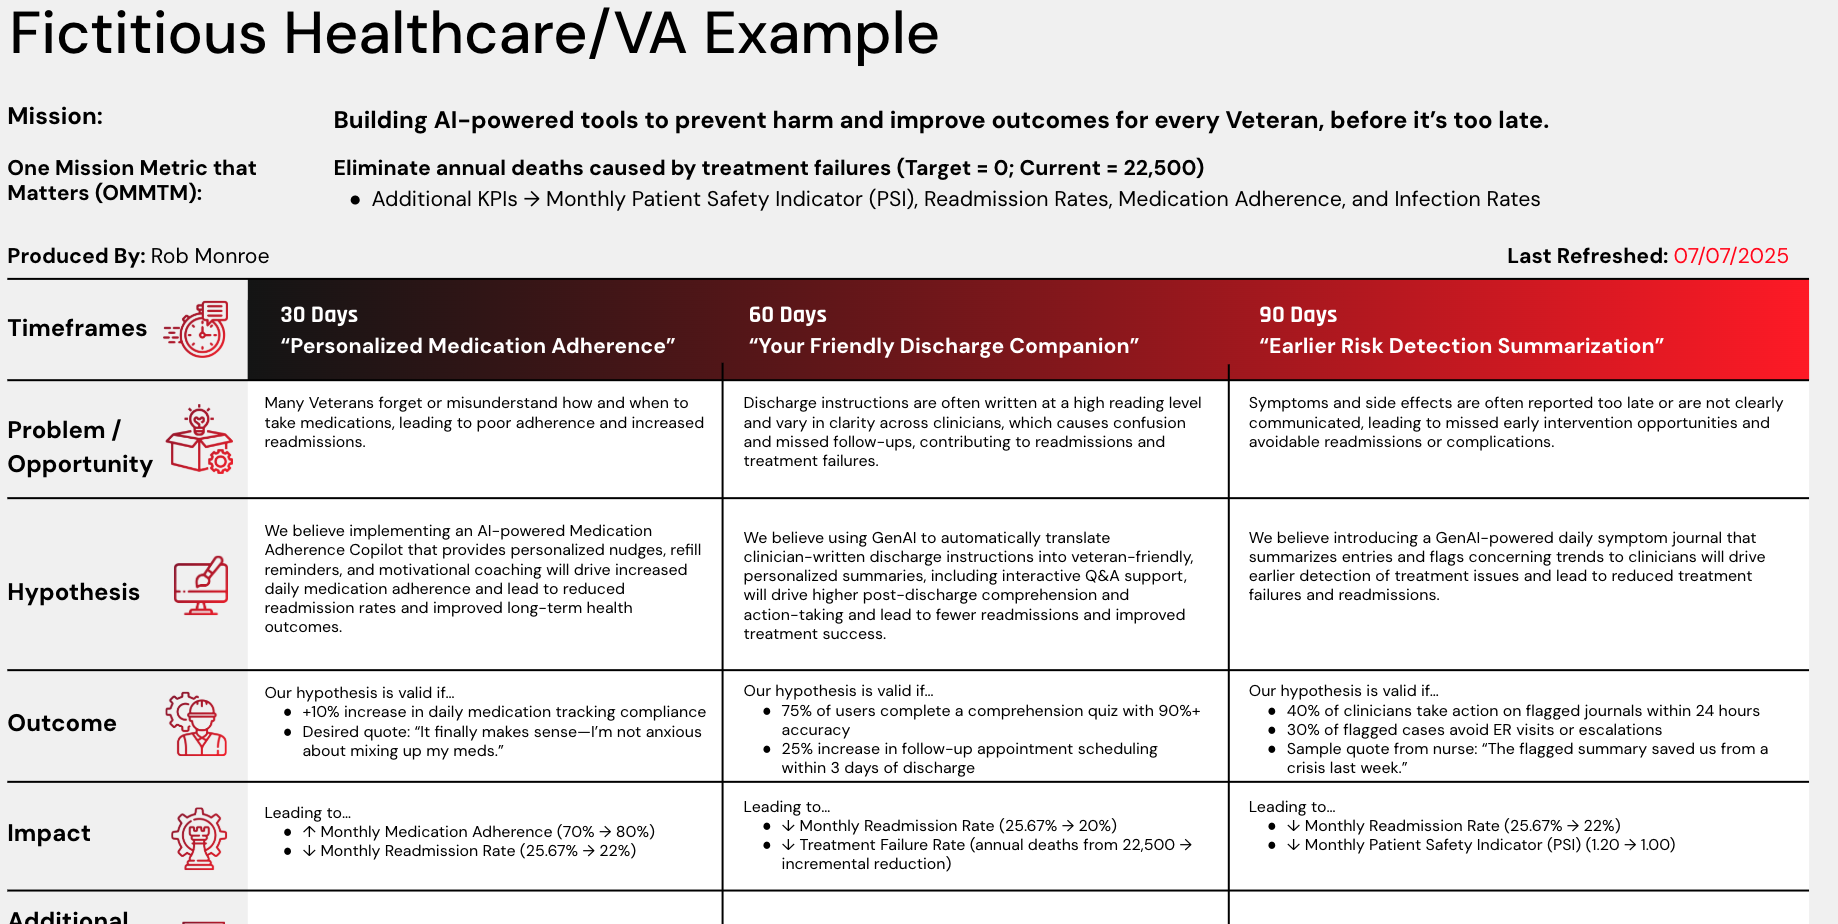 Fictitious Healthcare/VA Example
Mission:
Building AI-powered tools to prevent harm and improve outcomes for every Veteran, before it’s too late.
One Mission Metric that
Matters (OMMTM):
Eliminate annual deaths caused by treatment failures (Target = 0; Current = 22,500)
● Additional KPIs → Monthly Patient Safety Indicator (PSI), Readmission Rates, Medication Adherence, and Infection Rates
Produced By: Rob Monroe
Last Refreshed: 07/07/2025
Timeframes
30 Days
“Personalized Medication Adherence”
60 Days
“Your Friendly Discharge Companion”
90 Days
“Earlier Risk Detection Summarization”
Problem /
Opportunity
Many Veterans forget or misunderstand how and when to
take medications, leading to poor adherence and increased
readmissions.
Discharge instructions are often written at a high reading level
and vary in clarity across clinicians, which causes confusion
and missed follow-ups, contributing to readmissions and
treatment failures.
Symptoms and side effects are often reported too late or are not clearly
communicated, leading to missed early intervention opportunities and
avoidable readmissions or complications.
Hypothesis
We believe implementing an AI-powered Medication
Adherence Copilot that provides personalized nudges, refill
reminders, and motivational coaching will drive increased
daily medication adherence and lead to reduced
readmission rates and improved long-term health
outcomes.
We believe using GenAI to automatically translate
clinician-written discharge instructions into veteran-friendly,
personalized summaries, including interactive Q&A support,
will drive higher post-discharge comprehension and
action-taking and lead to fewer readmissions and improved
treatment success.
We believe introducing a GenAI-powered daily symptom journal that
summarizes entries and flags concerning trends to clinicians will drive
earlier detection of treatment issues and lead to reduced treatment
failures and readmissions.
Outcome
Our hypothesis is valid if…
● +10% increase in daily medication tracking compliance
● Desired quote: “It finally makes sense—I’m not anxious
about mixing up my meds.”
Our hypothesis is valid if…
● 75% of users complete a comprehension quiz with 90%+
accuracy
● 25% increase in follow-up appointment scheduling
within 3 days of discharge
Our hypothesis is valid if…
● 40% of clinicians take action on flagged journals within 24 hours
● 30% of flagged cases avoid ER visits or escalations
● Sample quote from nurse: “The flagged summary saved us from a
crisis last week.”
Impact
Leading to…
● ↑ Monthly Medication Adherence (70% → 80%)
● ↓ Monthly Readmission Rate (25.67% → 22%)
Leading to…
● ↓ Monthly Readmission Rate (25.67% → 20%)
● ↓ Treatment Failure Rate (annual deaths from 22,500 →
incremental reduction)
Leading to…
● ↓ Monthly Readmission Rate (25.67% → 22%)
● ↓ Monthly Patient Safety Indicator (PSI) (1.20 → 1.00)
Additional